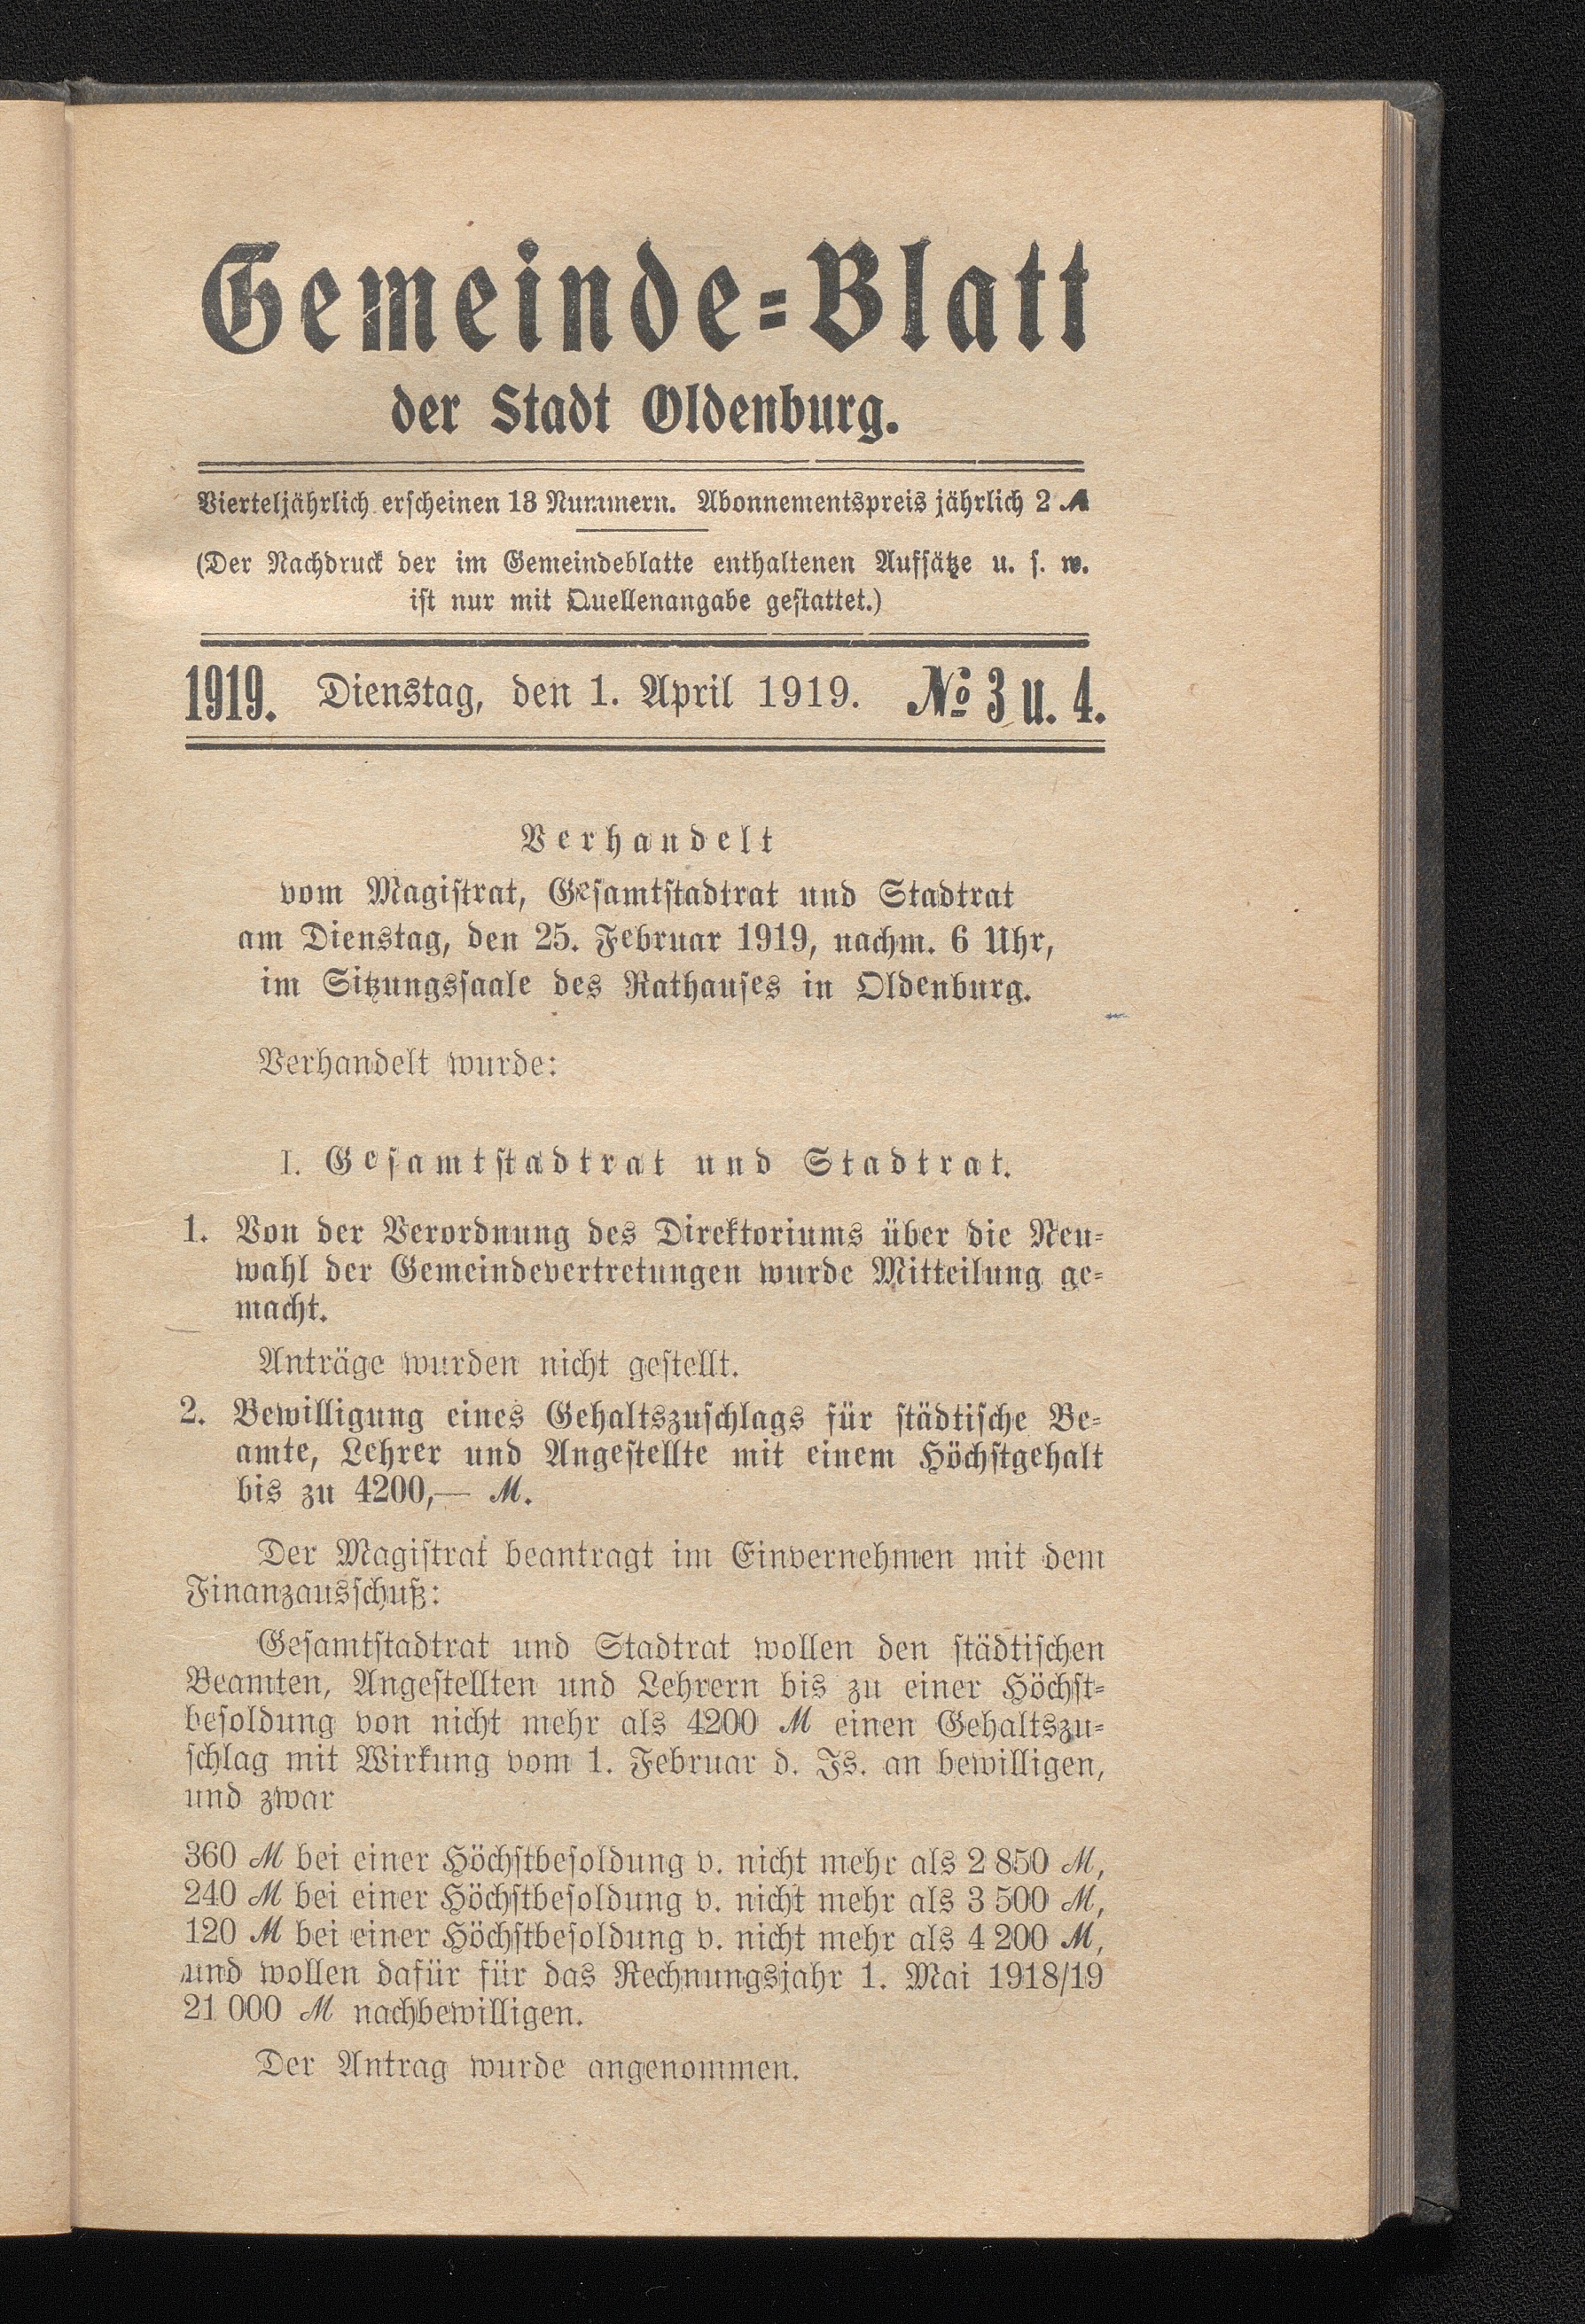 Gemeinde=Blatt
der Stadt Oldenburg.
Vierteljährlich erscheinen 13 Nummern. Abonnementspreis jährlich 2 ℳ
(Der Nachdruck der im Gemeindeblatte enthaltenen Aufsätze u. s. w.
ist nur mit Quellenangabe gestattet.)
1919. Dienstag, den 1. April 1919. № 3 u. 4.
Verhandelt
vom Magistrat, Gesamtstadtrat und Stadtrat
am Dienstag, den 25. Februar 1919, nachm. 6 Uhr,
im Sitzungssaale des Rathauses in Oldenburg.
Verhandelt wurde:
I. Gesamtstadtrat und Stadtrat.
1. Von der Verordnung des Direktoriums über die Neu=
wahl der Gemeindevertretungen wurde Mitteilung ge=
macht.
Anträge wurden nicht gestellt.
2. Bewilligung eines Gehaltszuschlags für städtische Be=
amte, Lehrer und Angestellte mit einem Höchstgehalt
bis zu 4200,— ℳ.
Der Magistrat beantragt im Einvernehmen mit dem
Finanzausschuß:
Gesamtstadtrat und Stadtrat wollen den städtischen
Beamten, Angestellten und Lehrern bis zu einer Höchst=
besoldung von nicht mehr als 4200 ℳ einen Gehaltszu=
schlag mit Wirkung vom 1. Februar d. Js. an bewilligen,
und zwar
360 ℳ bei einer Höchstbesoldung v. nicht mehr als 2 850 ℳ,
240 ℳ bei einer Höchstbesoldung v. nicht mehr als 3 500 ℳ,
120 ℳ bei einer Höchstbesoldung v. nicht mehr als 4 200 ℳ,
und wollen dafür für das Rechnungsjahr 1. Mai 1918/19
21 000 ℳ nachbewilligen.
Der Antrag wurde angenommen.